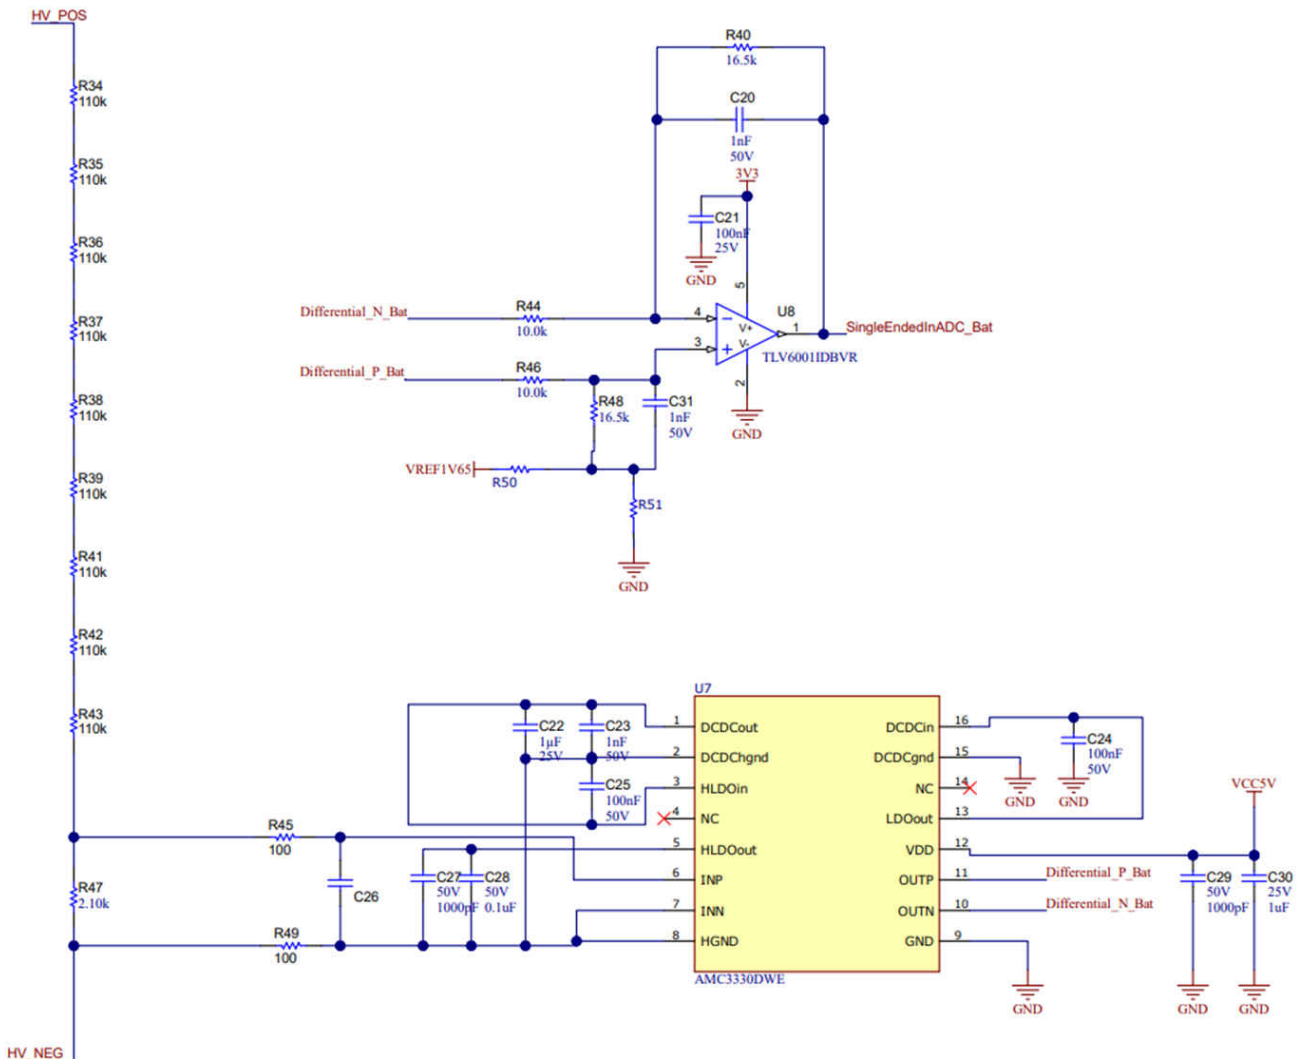 HV_POS
R34
110k
R35
110k
R36
110k
R37
110k
R38
110k
R39
110k
R41
110k
R42
110k
R43
110k
R47
2.10k
HV_NEG
R40
16.5k
C20
1nF
50V
3V3
C21
100nF
25V
GND
Differential_N_Bat
R44
10.0k
Differential_P_Bat
R46
10.0k
4
3
5
2
1
V+
V-
U8
TLV6001IDBVR
SingleEndedInADC_Bat
GND
R48
16.5k
C31
1nF
50V
VREF1V65
R50
R51
GND
U7
C22
1µF
25V
C23
1nF
50V
C25
100nF
50V
R45
100
C26
R49
100
C27
50V
1000pF
C28
50V
0.1uF
1 DCDCout
2 DCDChgnd
3 HLDOin
4 NC
5 HLDOout
6 INP
7 INN
8 HGND
DCDCin 16
DCDCgnd 15
NC 14
LDOout 13
VDD 12
OUTP 11
OUTN 10
GND 9
AMC3330DWE
C24
100nF
50V
GND
GND
VCC5V
Differential_P_Bat
Differential_N_Bat
C29
50V
1000pF
C30
25V
1uF
GND
GND
GND